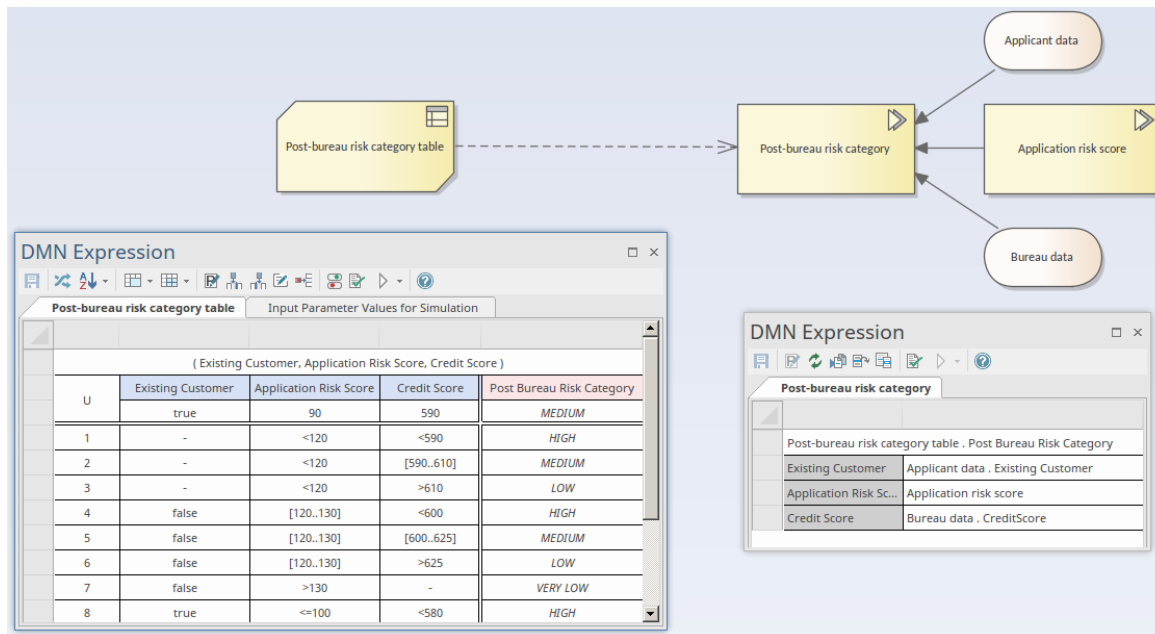 Applicant data
Post-bureau risk category table
Post-bureau risk category
Application risk score
Bureau data
DMN Expression
Post-bureau risk category table Input Parameter Values for Simulation
( Existing Customer, Application Risk Score, Credit Score )
U Existing Customer Application Risk Score Credit Score Post Bureau Risk Category
true 90 590 MEDIUM
1 - <120 <590 HIGH
2 - <120 [590..610] MEDIUM
3 - <120 >610 LOW
4 false [120..130] <600 HIGH
5 false [120..130] [600..625] MEDIUM
6 false [120..130] >625 LOW
7 false >130 - VERY LOW
8 true <=100 <580 HIGH
DMN Expression
Post-bureau risk category
Post-bureau risk category table . Post Bureau Risk Category
Existing Customer Applicant data . Existing Customer
Application Risk Sc... Application risk score
Credit Score Bureau data . CreditScore